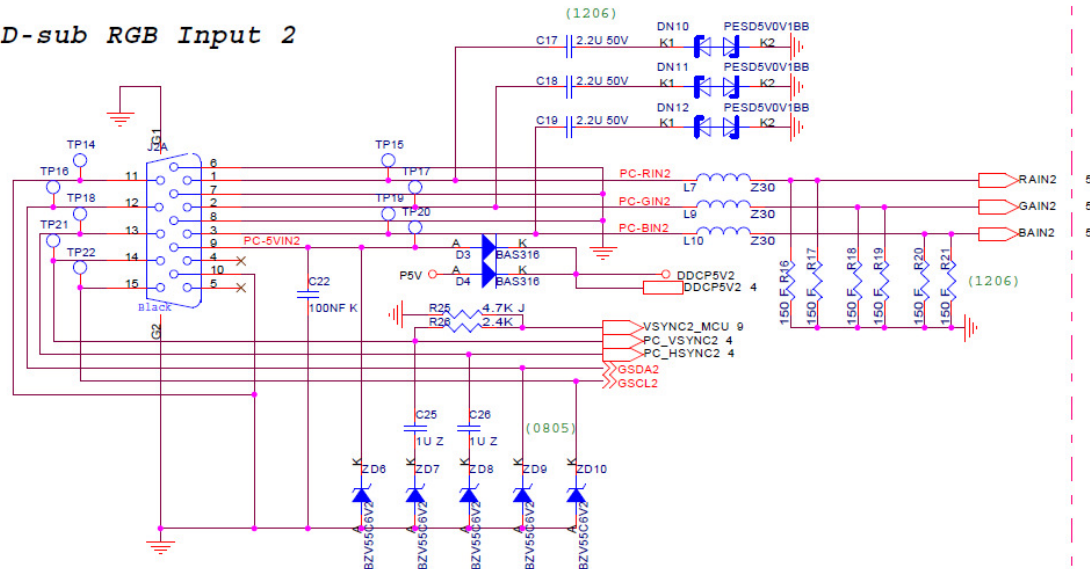 D-sub RGB Input 2
(1206)
DN10 PESD5V0V1BB
C17 2.2U 50V K1 K2
DN11 PESD5V0V1BB
C18 2.2U 50V K1 K2
DN12 PESD5V0V1BB
C19 2.2U 50V K1 K2
G1
J2A
TP14 TP15
TP16 TP17
TP18 TP19
TP21 TP20
TP22
11 6
1
12 7
2
13 8
3
14 9
4
15 10
5
Black
G2
PC-RIN2 L7 Z30 RAIN2 5
PC-GIN2 L9 Z30 GAIN2 5
PC-BIN2 L10 Z30 BAIN2 5
PC-5VIN2 A K
D3 BAS316
P5V A K
D4 BAS316
DDCP5V2
DDCP5V2 4
C22
100NF K
R25 4.7K J
R26 2.4K
VSYNC2_MCU 9
PC_VSYNC2 4
PC_HSYNC2 4
GSDA2
GSCL2
150 F R16
150 F R17
150 F R18
150 F R19
150 F R20
150 F R21
(1206)
C25 C26
1U Z 1U Z
(0805)
K ZD6 K ZD7 K ZD8 K ZD9 K ZD10
A A A A A
BZV55C6V2 BZV55C6V2 BZV55C6V2 BZV55C6V2 BZV55C6V2